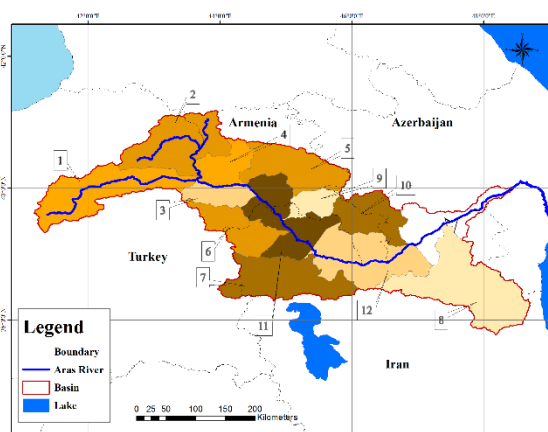 2
Armenia
Azerbaijan
4
5
1
9
10
3
6
Turkey
7
12
8
11
Iran
Legend
Boundary
Aras River
Basin
Lake
0 25 50 100 150 200
Kilometers